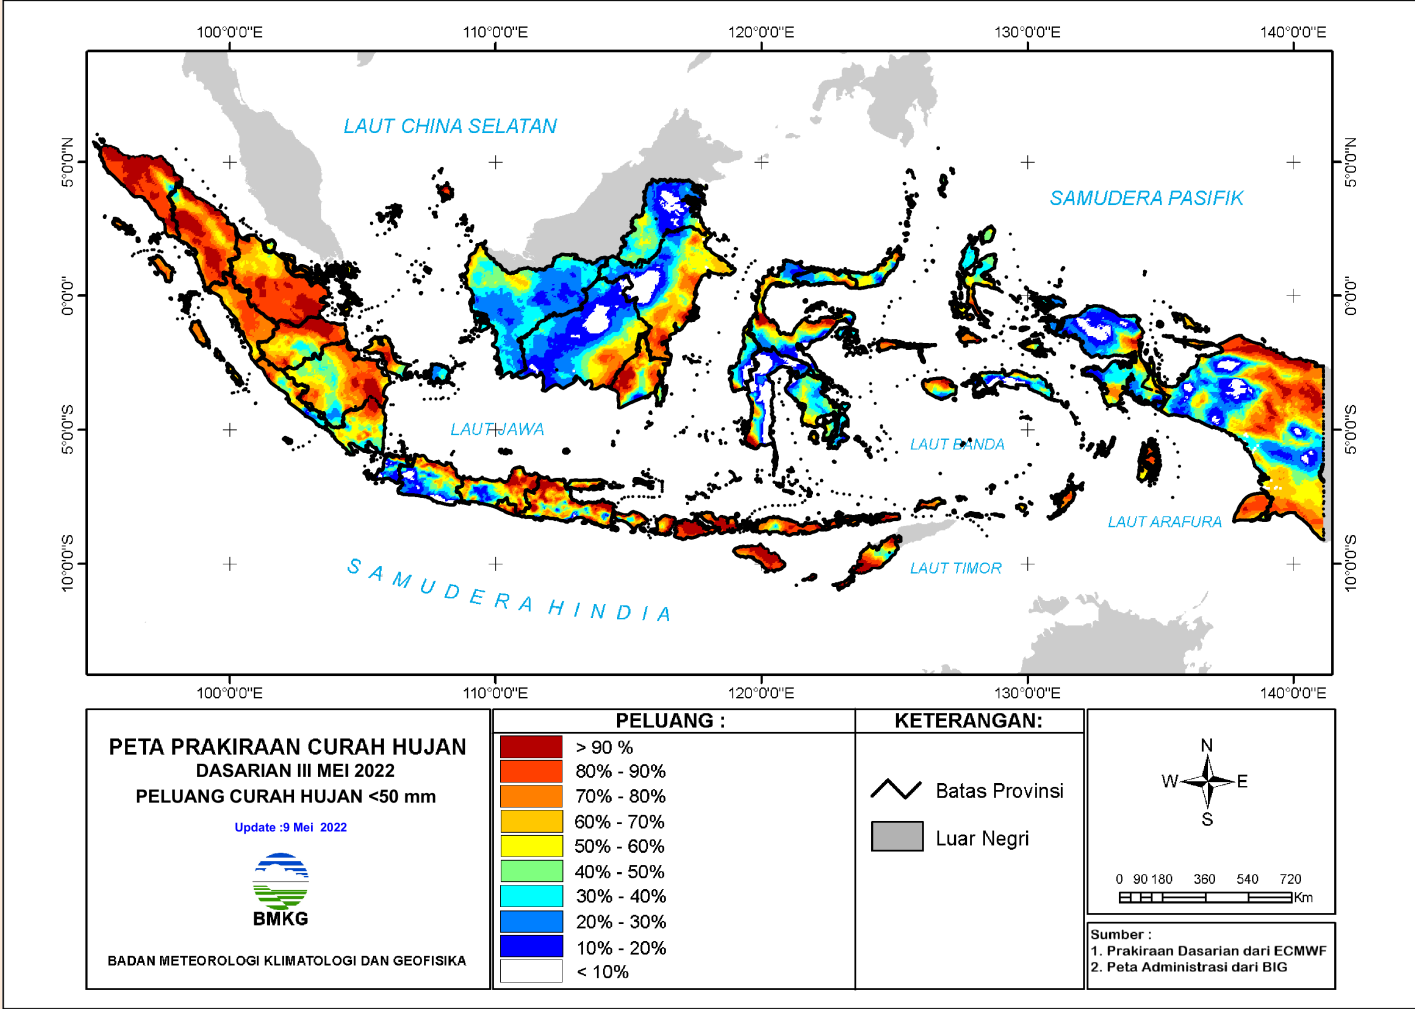 100°0'0"E 110°0'0"E 120°0'0"E 130°0'0"E 140°0'0"E
5°0'0"N
0°0'0"
5°0'0"S
10°0'0"S
5°0'0"N
0°0'0"
5°0'0"S
10°0'0"S
LAUT CHINA SELATAN
SAMUDERA PASIFIK
LAUT JAWA
LAUT BANDA
LAUT ARAFURA
LAUT TIMOR
SAMUDERA HINDIA
100°0'0"E 110°0'0"E 120°0'0"E 130°0'0"E 140°0'0"E
PETA PRAKIRAAN CURAH HUJAN
DASARIAN III MEI 2022
PELUANG CURAH HUJAN <50 mm
Update :9 Mei 2022
BMKG
BADAN METEOROLOGI KLIMATOLOGI DAN GEOFISIKA
PELUANG :
> 90 %
80% - 90%
70% - 80%
60% - 70%
50% - 60%
40% - 50%
30% - 40%
20% - 30%
10% - 20%
< 10%
KETERANGAN:
Batas Provinsi
Luar Negri
N
W E
S
0 90 180 360 540 720
Km
Sumber :
1. Prakiraan Dasarian dari ECMWF
2. Peta Administrasi dari BIG